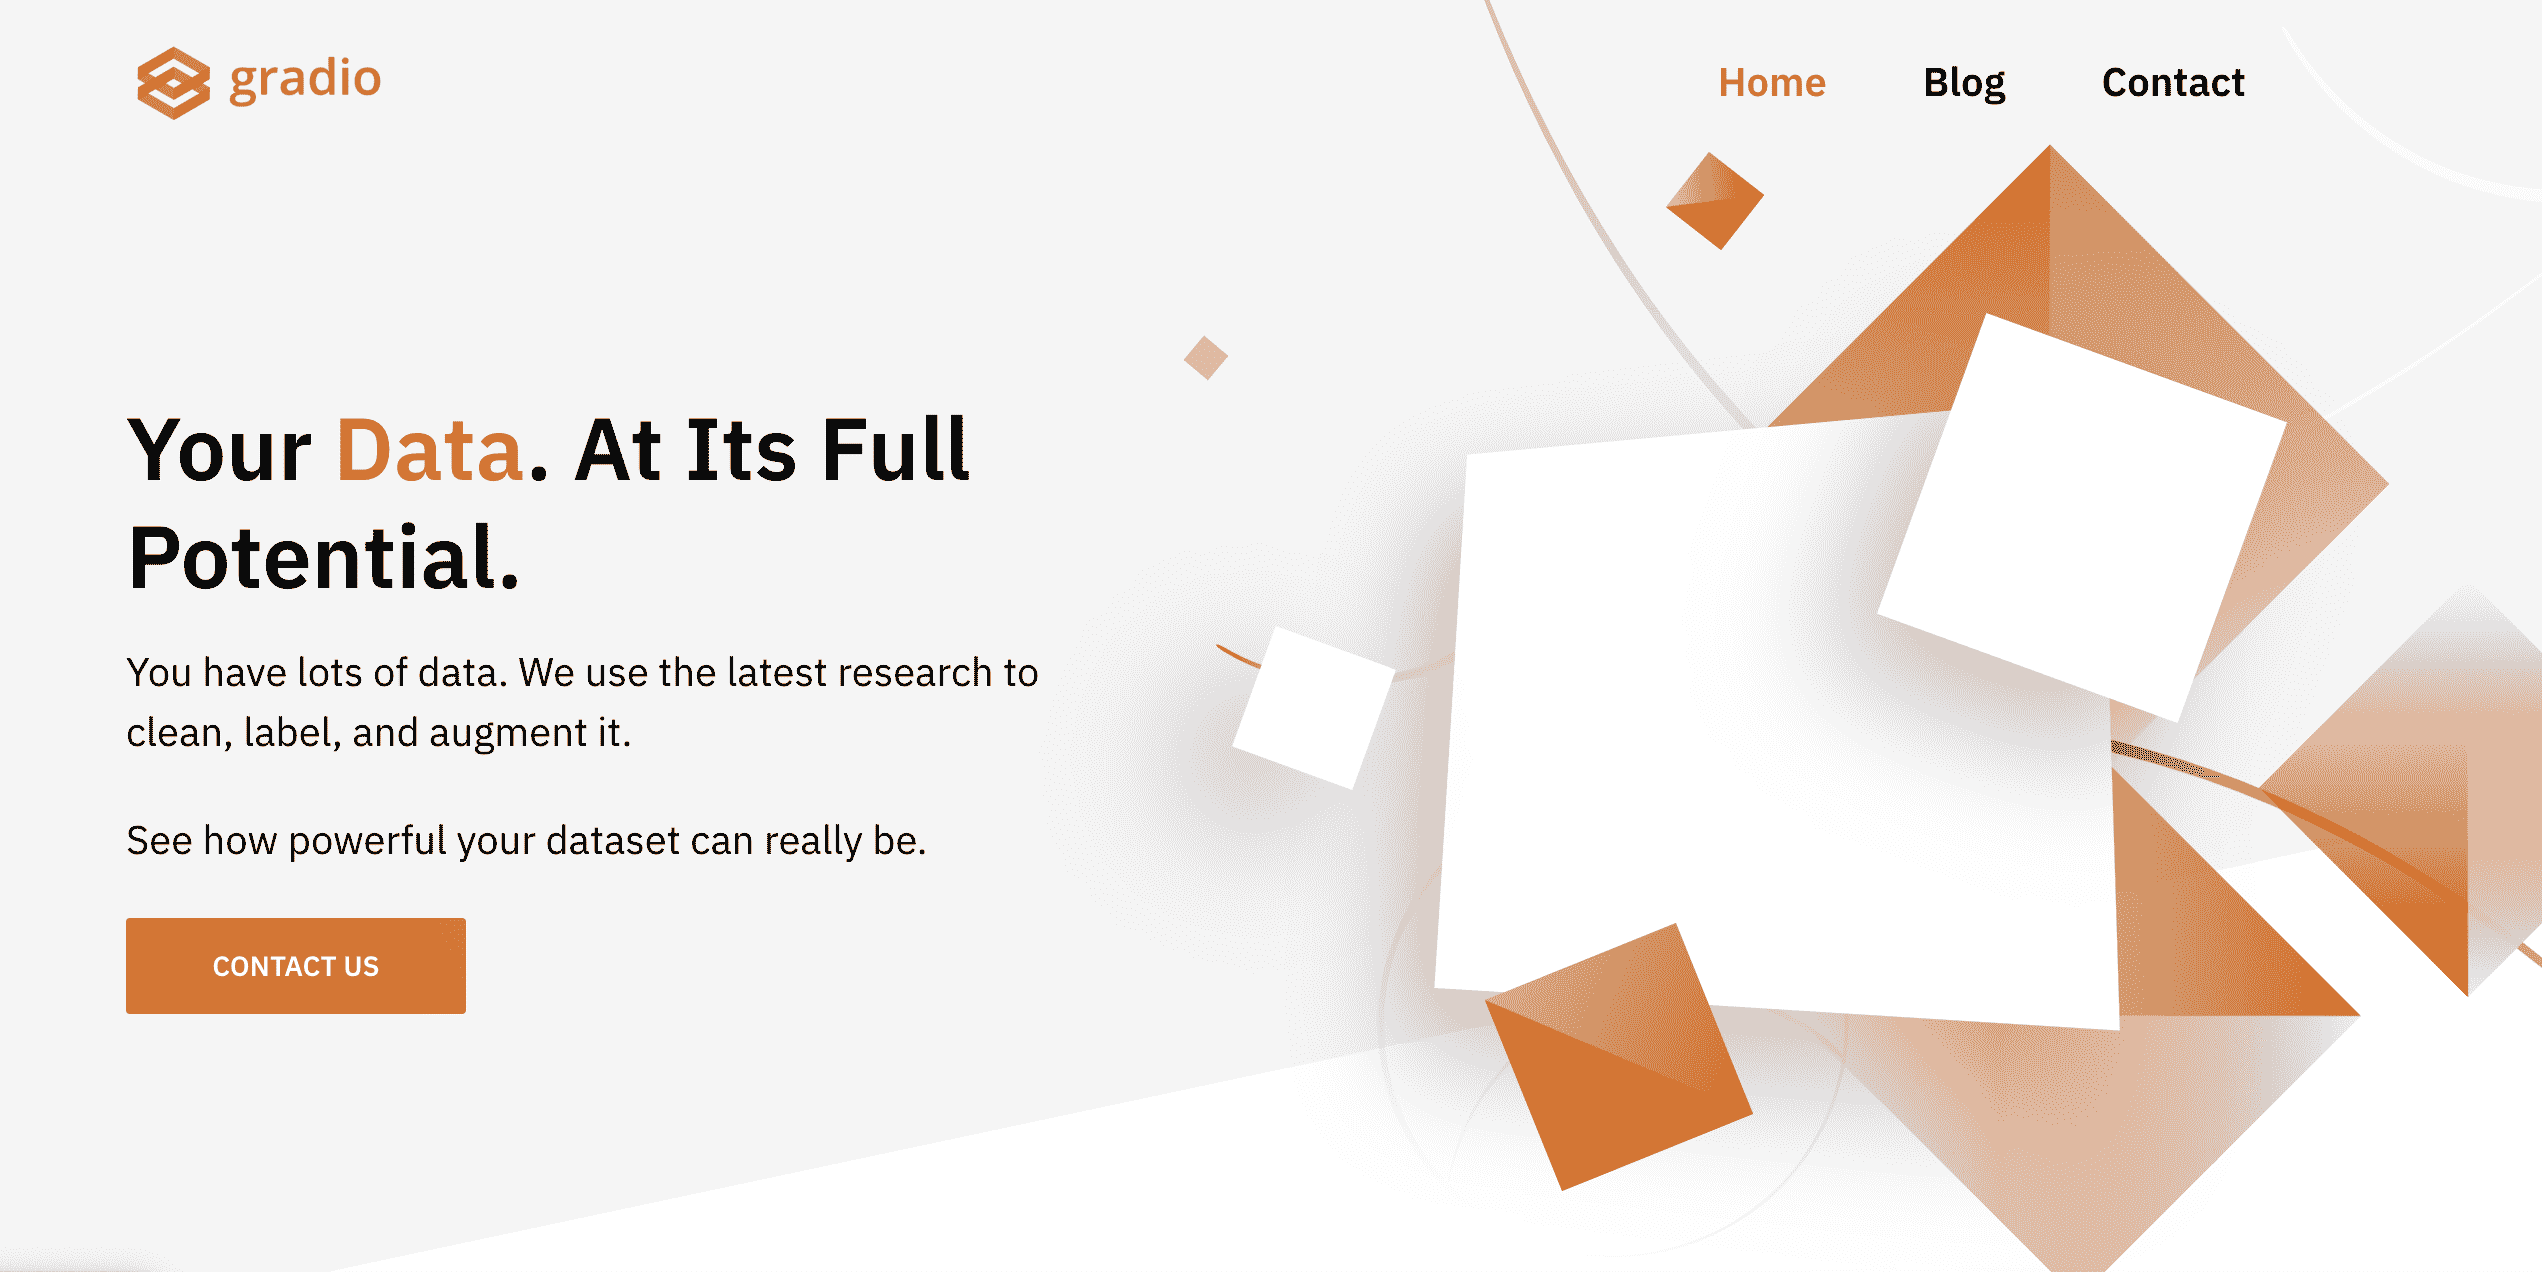 gradio
Home Blog Contact
Your Data. At Its Full
Potential.
You have lots of data. We use the latest research to
clean, label, and augment it.
See how powerful your dataset can really be.
CONTACT US